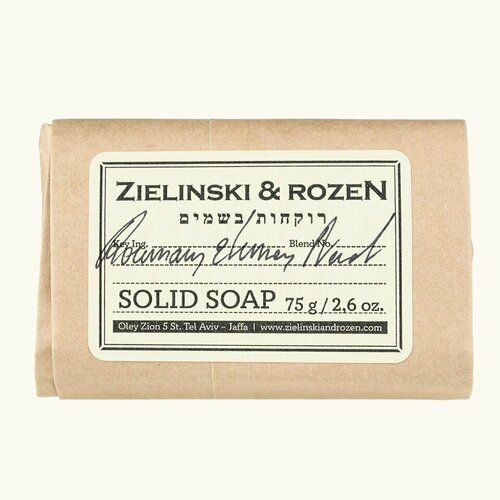 ZIELINSKI & ROZEN
רוקחות/בשמים
Key Ing. Blend No.
Rosemary
SOLID SOAP 75 g / 2,6 oz.
Oley Zion 5 St. Tel Aviv – Jaffa | www.zielinskiandrozen.com